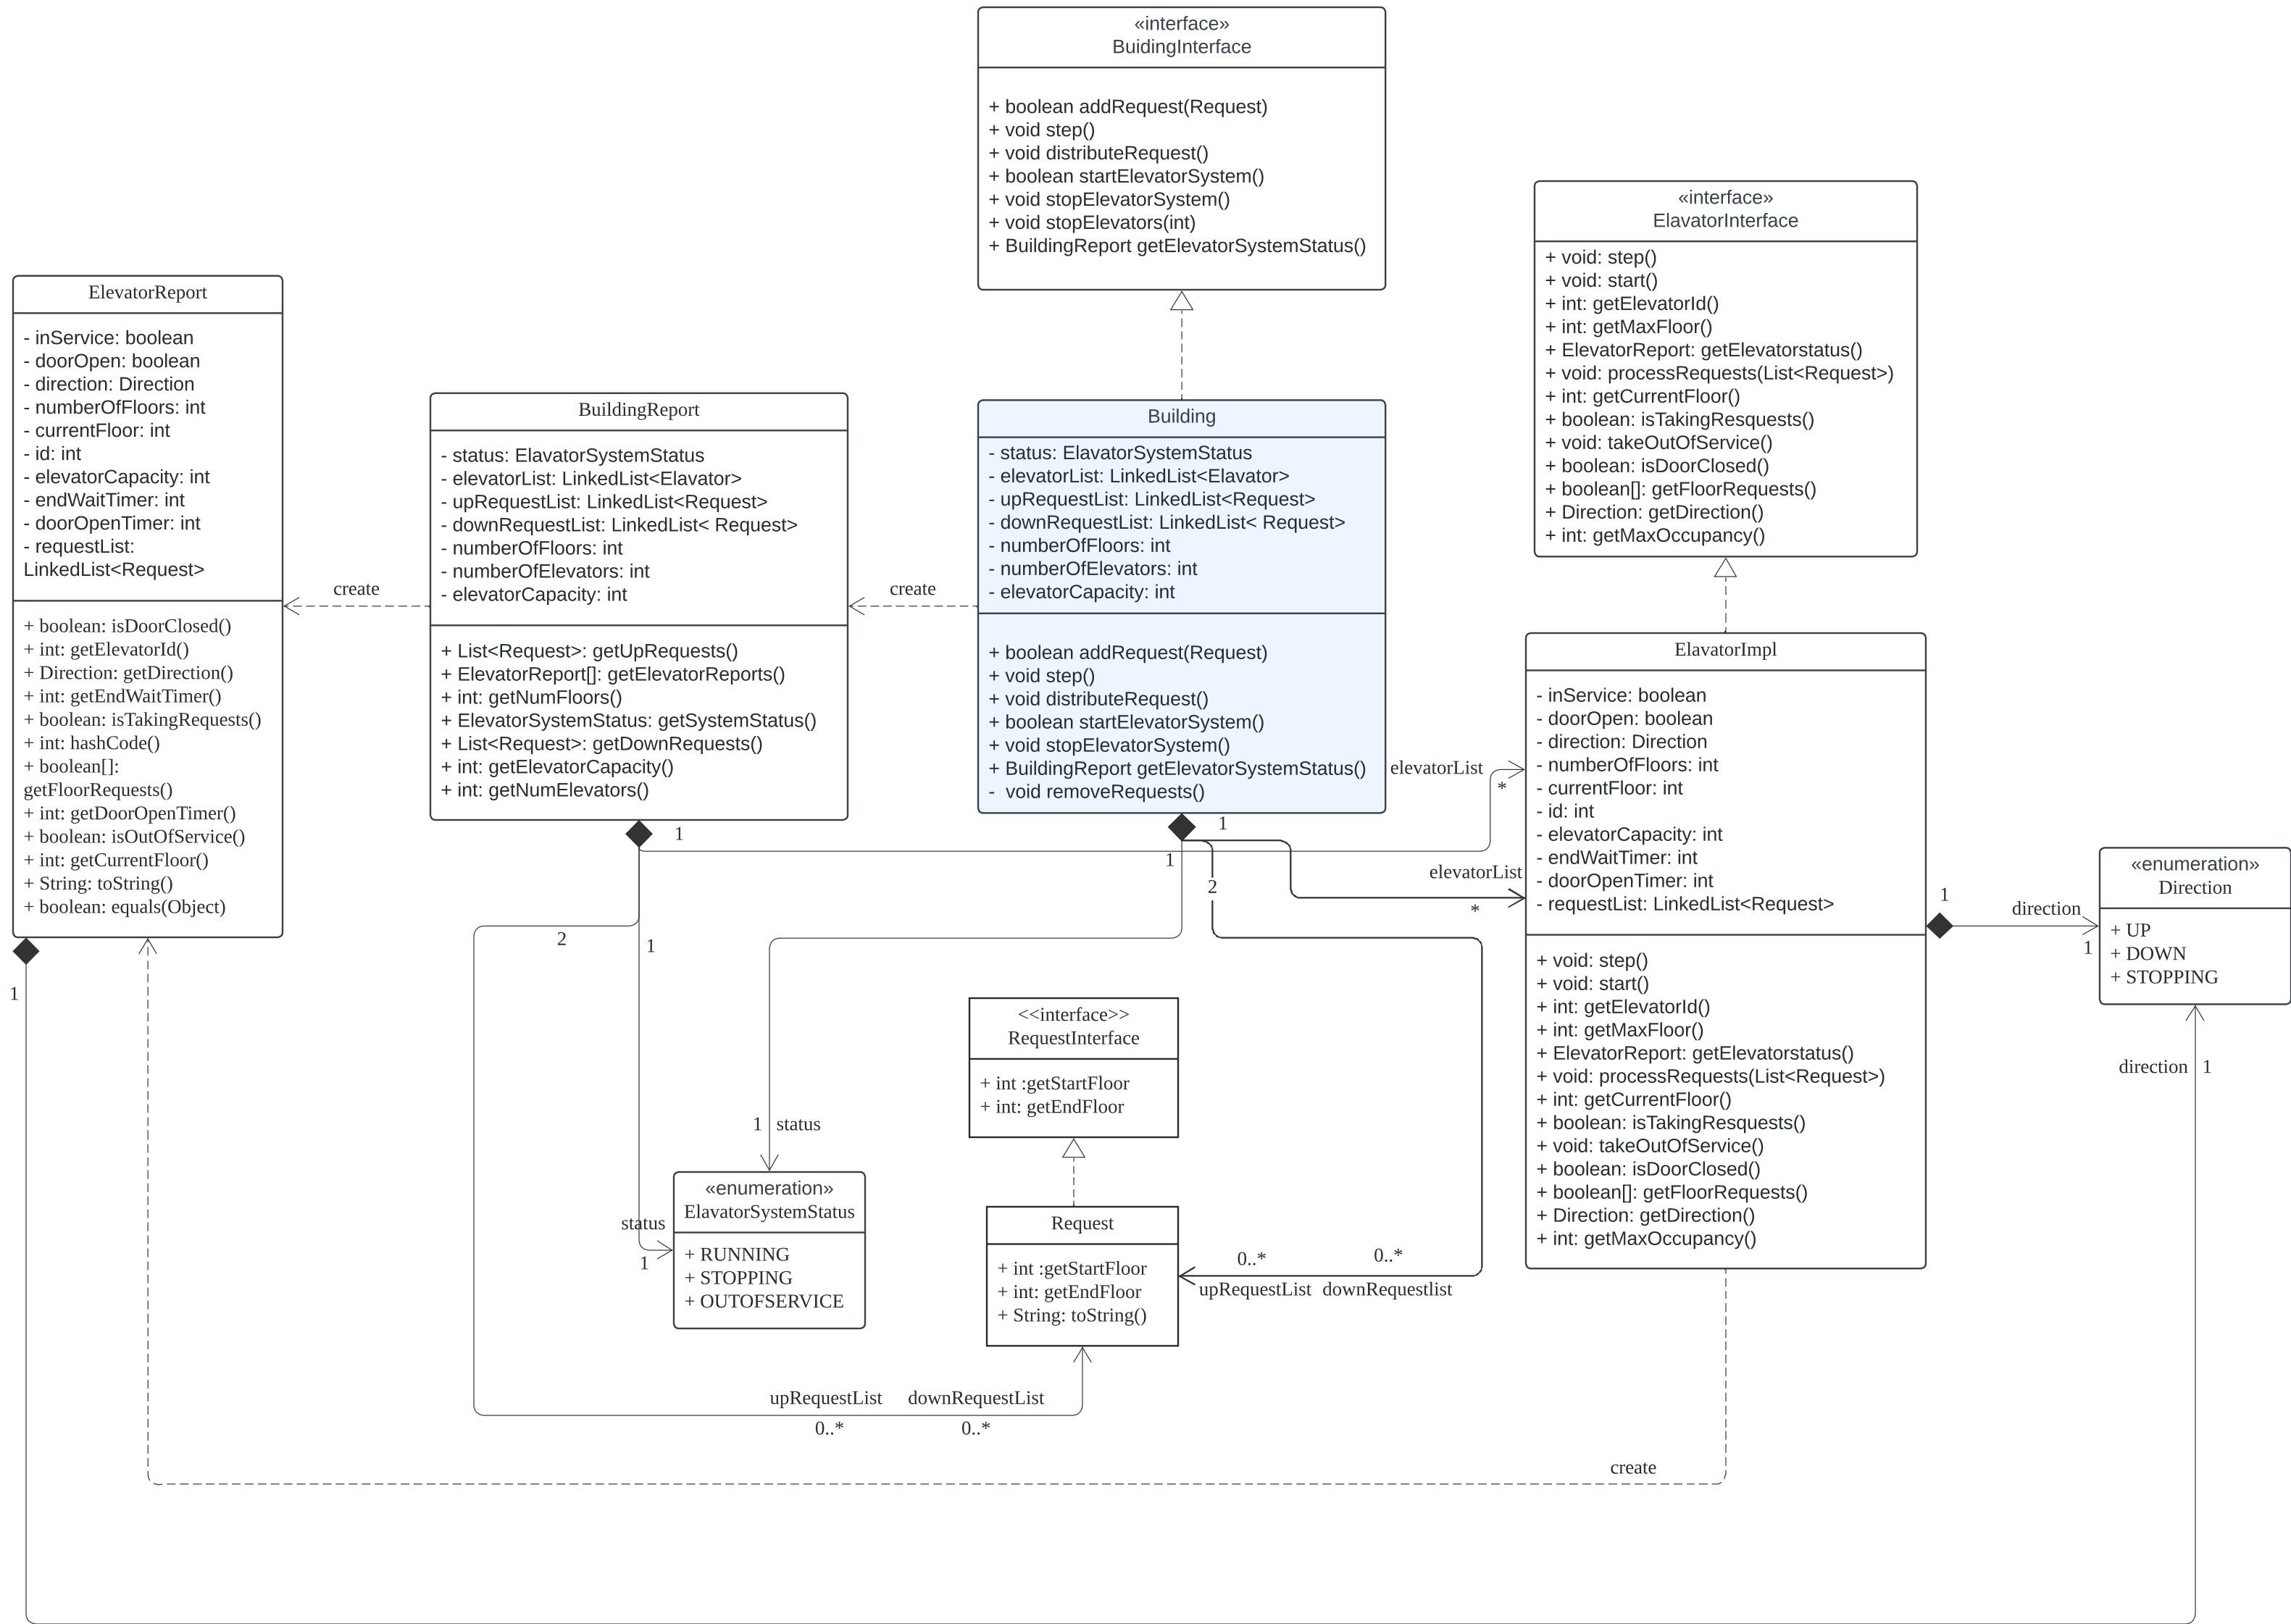 «interface»
BuidingInterface
+ boolean addRequest(Request)
+ void step()
+ void distributeRequest()
+ boolean startElevatorSystem()
+ void stopElevatorSystem()
+ void stopElevators(int)
+ BuildingReport getElevatorSystemStatus()
«interface»
ElavatorInterface
+ void: step()
+ void: start()
+ int: getElevatorId()
+ int: getMaxFloor()
+ ElevatorReport: getElevatorstatus()
+ void: processRequests(List<Request>)
+ int: getCurrentFloor()
+ boolean: isTakingResquests()
+ void: takeOutOfService()
+ boolean: isDoorClosed()
+ boolean[]: getFloorRequests()
+ Direction: getDirection()
+ int: getMaxOccupancy()
ElevatorReport
- inService: boolean
- doorOpen: boolean
- direction: Direction
- numberOfFloors: int
- currentFloor: int
- id: int
- elevatorCapacity: int
- endWaitTimer: int
- doorOpenTimer: int
- requestList:
LinkedList<Request>
+ boolean: isDoorClosed()
+ int: getElevatorId()
+ Direction: getDirection()
+ int: getEndWaitTimer()
+ boolean: isTakingRequests()
+ int: hashCode()
+ boolean[]:
getFloorRequests()
+ int: getDoorOpenTimer()
+ boolean: isOutOfService()
+ int: getCurrentFloor()
+ String: toString()
+ boolean: equals(Object)
create
BuildingReport
- status: ElavatorSystemStatus
- elevatorList: LinkedList<Elavator>
- upRequestList: LinkedList<Request>
- downRequestList: LinkedList< Request>
- numberOfFloors: int
- numberOfElevators: int
- elevatorCapacity: int
+ List<Request>: getUpRequests()
+ ElevatorReport[]: getElevatorReports()
+ int: getNumFloors()
+ ElevatorSystemStatus: getSystemStatus()
+ List<Request>: getDownRequests()
+ int: getElevatorCapacity()
+ int: getNumElevators()
create
Building
- status: ElavatorSystemStatus
- elevatorList: LinkedList<Elavator>
- upRequestList: LinkedList<Request>
- downRequestList: LinkedList< Request>
- numberOfFloors: int
- numberOfElevators: int
- elevatorCapacity: int
+ boolean addRequest(Request)
+ void step()
+ void distributeRequest()
+ boolean startElevatorSystem()
+ void stopElevatorSystem()
+ BuildingReport getElevatorSystemStatus()
- void removeRequests()
ElavatorImpl
- inService: boolean
- doorOpen: boolean
- direction: Direction
- numberOfFloors: int
- currentFloor: int
- id: int
- elevatorCapacity: int
- endWaitTimer: int
- doorOpenTimer: int
- requestList: LinkedList<Request>
+ void: step()
+ void: start()
+ int: getElevatorId()
+ int: getMaxFloor()
+ ElevatorReport: getElevatorstatus()
+ void: processRequests(List<Request>)
+ int: getCurrentFloor()
+ boolean: isTakingResquests()
+ void: takeOutOfService()
+ boolean: isDoorClosed()
+ boolean[]: getFloorRequests()
+ Direction: getDirection()
+ int: getMaxOccupancy()
elevatorList
*
1
1
1
2
elevatorList
*
2
1
1
1
direction
1
«enumeration»
Direction
+ UP
+ DOWN
+ STOPPING
direction
1
<<interface>>
RequestInterface
+ int :getStartFloor
+ int: getEndFloor
1
status
«enumeration»
ElavatorSystemStatus
+ RUNNING
+ STOPPING
+ OUTOFSERVICE
status
1
Request
+ int :getStartFloor
+ int: getEndFloor
+ String: toString()
0..*
0..*
upRequestList
downRequestlist
upRequestList
downRequestList
0..*
0..*
create